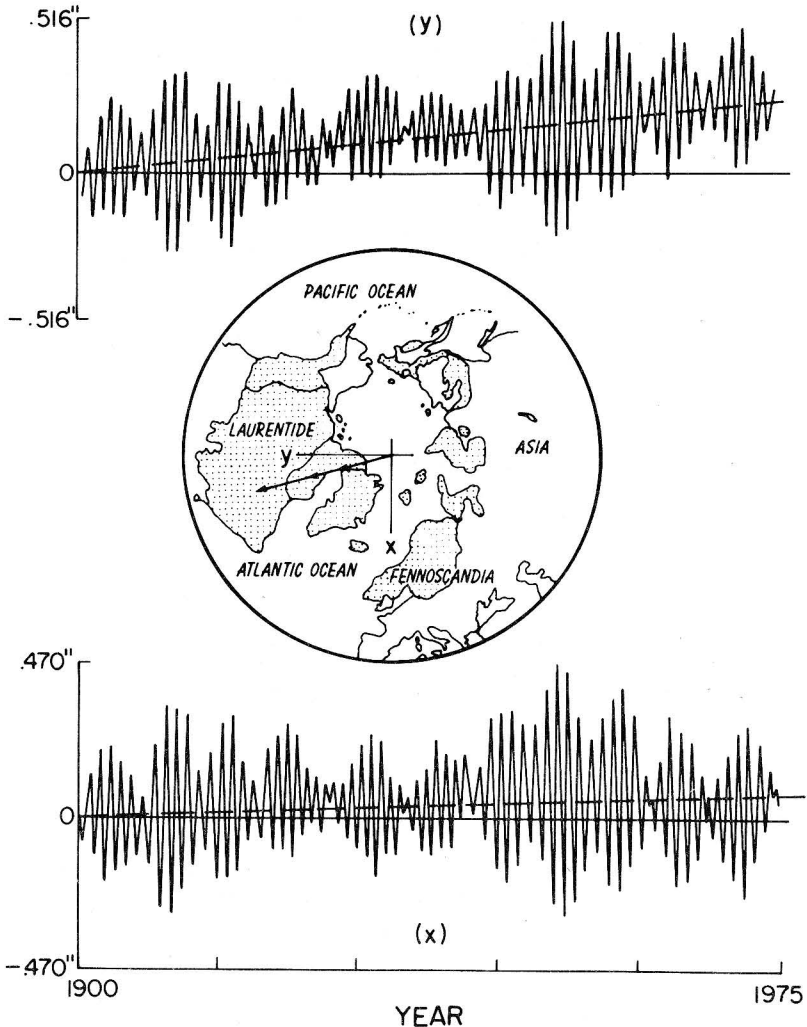 .516"
(y)
0
-.516"
PACIFIC OCEAN
LAURENTIDE
ASIA
y
x
ATLANTIC OCEAN
FENNOSCANDIA
.470"
0
(x)
-.470"
1900
1975
YEAR